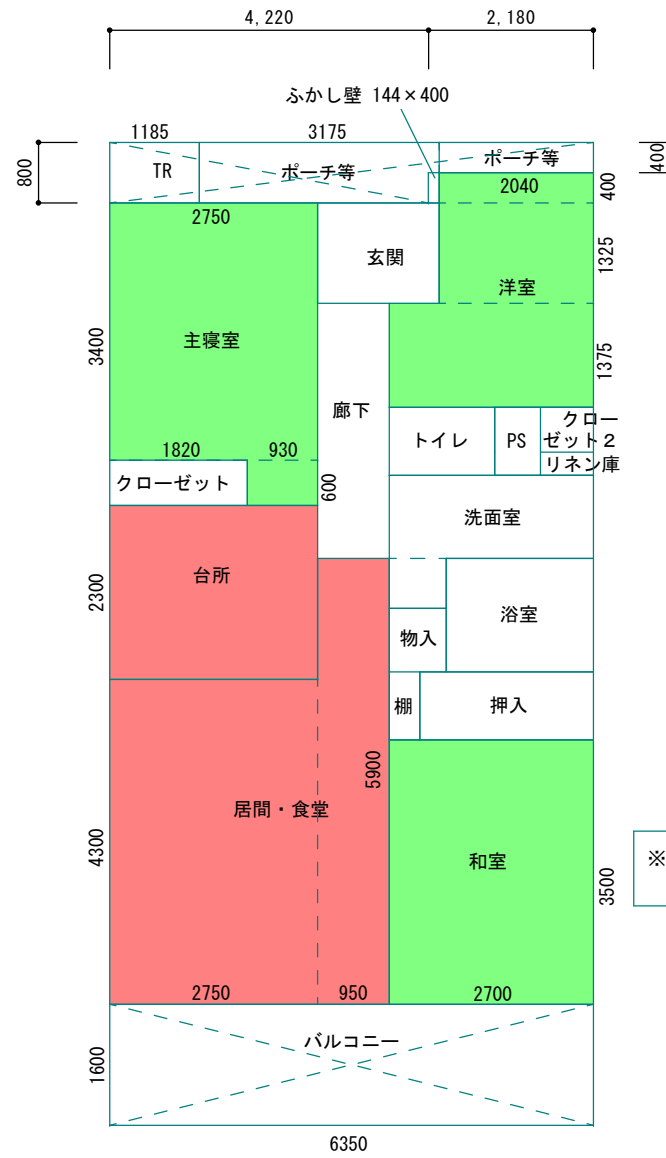 4,220
2,180
ふかし壁 144×400
1185
3175
800
TR
ポーチ等
ポーチ等
400
400
2040
2750
玄関
1325
洋室
主寝室
3400
1375
廊下
トイレ
PS
クロー
ゼット2
リネン庫
1820
930
クローゼット
600
洗面室
台所
2300
浴室
物入
棚
押入
5900
居間・食堂
4300
和室
3500
※
2750
950
2700
バルコニー
1600
6350